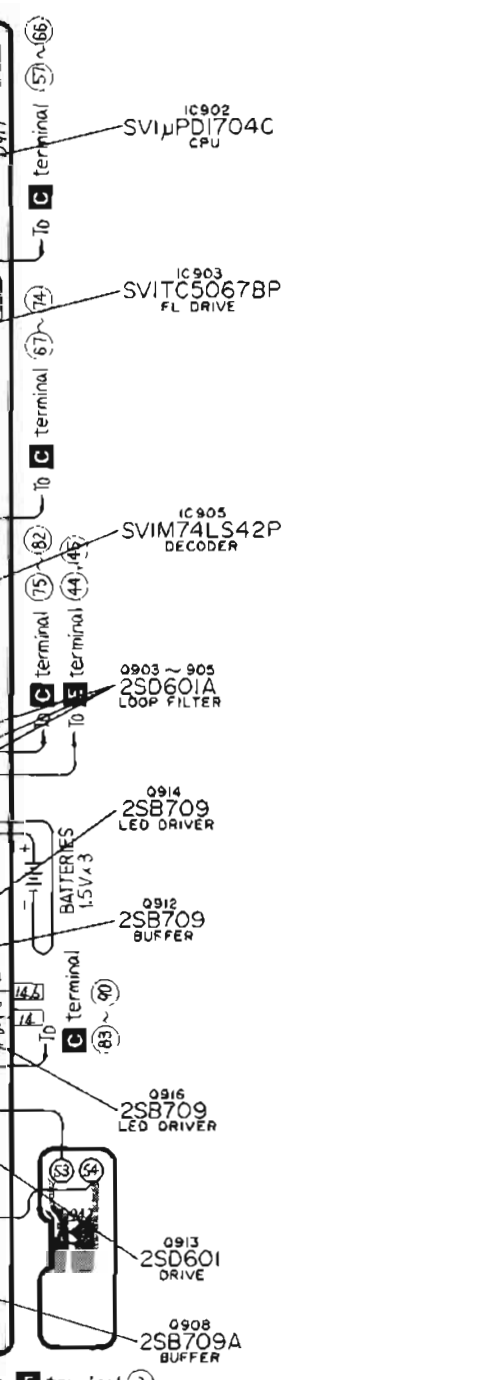 IC902
SVIµPD1704C
CPU
To C terminal 57~66
IC903
SVITC5067BP
FL DRIVE
To C terminal 67~74
IC905
SVIM74LS42P
DECODER
To C terminal 75~82
To E terminal 44,45
Q903~905
2SD601A
LOOP FILTER
Q914
2SB709
LED DRIVER
+
-
BATTERIES
1.5V×3
Q912
2SB709
BUFFER
14.6
14
To C terminal 83~90
Q916
2SB709
LED DRIVER
53 54
Q913
2SD601
DRIVE
Q908
2SB709A
BUFFER